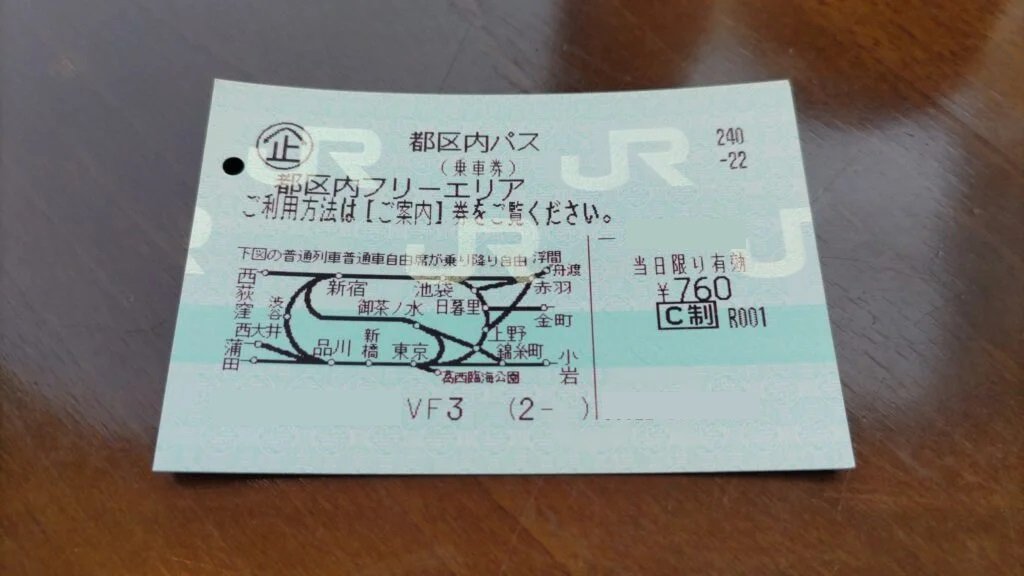 企
都区内パス
240
(乗車券)
-22
都区内フリーエリア
ご利用方法は【ご案内】券をご覧ください。
下図の普通列車普通車自由席が乗り降り自由
浮間舟渡
西荻窪
新宿
池袋
赤羽
渋谷
御茶ノ水
日暮里
金町
西大井
上野
蒲田
品川
新橋
東京
錦糸町
小岩
葛西臨海公園
VF3 (2- )
当日限り有効
¥760
C制 R001
JR
JR
JR
JR